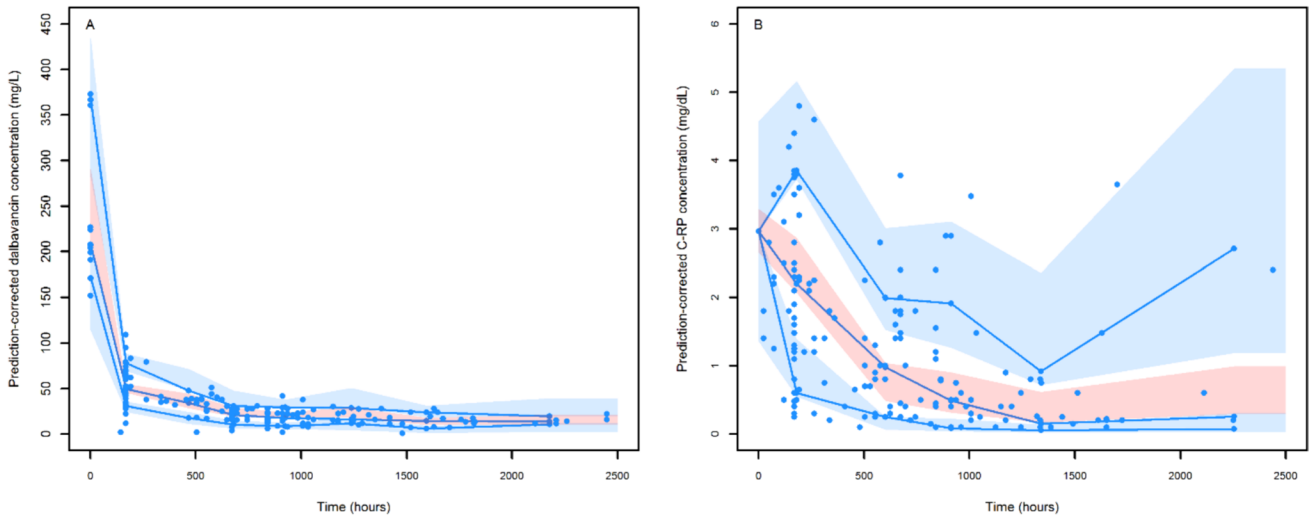 A
Prediction-corrected dalbavancin concentration (mg/L)
450
400
350
300
250
200
150
100
50
0
0 500 1000 1500 2000 2500
Time (hours)
B
Prediction-corrected C-RP concentration (mg/dL)
6
5
4
3
2
1
0
0 500 1000 1500 2000 2500
Time (hours)